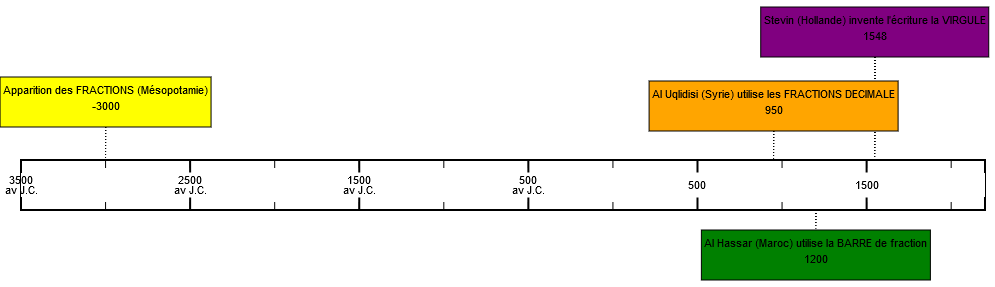 Stévin (Hollande) invente l'écriture la VIRGULE
1548
Apparition des FRACTIONS (Mésopotamie)
-3000
Al Uqlidisi (Syrie) utilise les FRACTIONS DECIMALE
950
3500
av J.C.
2500
av J.C.
1500
av J.C.
500
av J.C.
500
1500
Al Hassar (Maroc) utilise la BARRE de fraction
1200